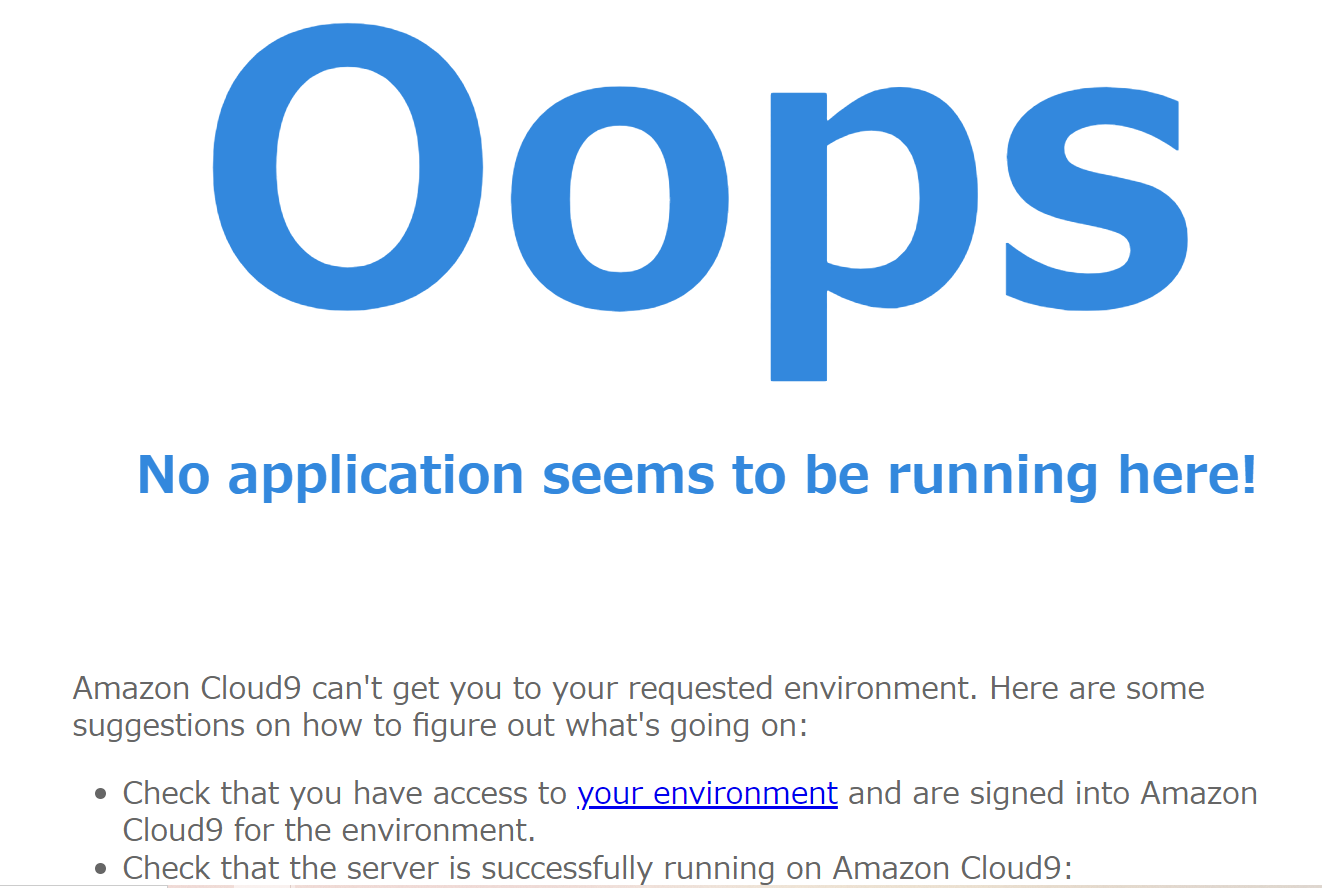 Oops
No application seems to be running here!
Amazon Cloud9 can't get you to your requested environment. Here are some
suggestions on how to figure out what's going on:
• Check that you have access to your environment and are signed into Amazon
Cloud9 for the environment.
• Check that the server is successfully running on Amazon Cloud9: